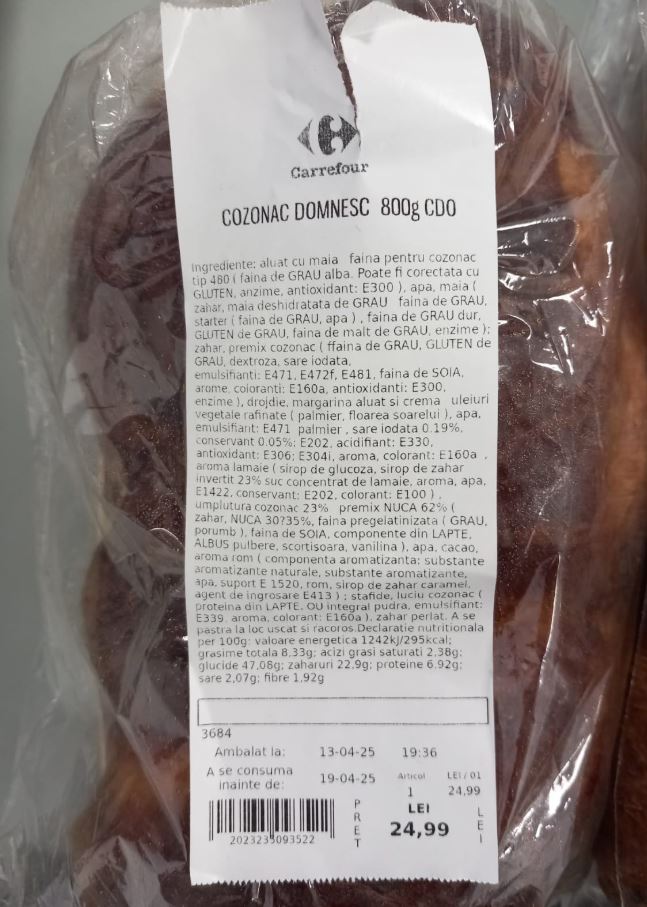 Carrefour
COZONAC DOMNESC 800g CDO
Ingrediente: aluat cu maia faina pentru cozonac
tip 480 ( faina de GRAU alba. Poate fi corectata cu
GLUTEN, anzime, antioxidant: E300 ), apa, maia (
zahar, maia deshidratata de GRAU faina de GRAU,
starter ( faina de GRAU, apa ) , faina de GRAU dur,
GLUTEN de GRAU, faina de malt de GRAU, enzime );
zahar, premix cozonac ( ffaina de GRAU, GLUTEN de
GRAU, dextroza, sare iodata,
emulsifianti: E471, E472f, E481, faina de SOIA,
arome, coioranti: E160a, antioxidanti: E300,
enzime ), drojdie, margarina aluat si crema uleiuri
vegetale rafinate ( palmier, floarea soarelui ), apa,
emulsifiant: E471 palmier , sare iodata 0.19%,
conservant 0.05%: E202, acidifiant: E330,
antioxidant: E306; E304i, aroma, colorant: E160a ,
aroma lamaie ( sirop de glucoza, sirop de zahar
invertit 23% suc concentrat de lamaie, aroma, apa,
E1422, conservant: E202, colorant: E100 ) ,
umplutura cozonac 23% premix NUCA 62% (
zahar, NUCA 30?35%, faina pregelatinizata ( GRAU,
porumb ), faina de SOIA, componente din LAPTE,
ALBUS pulbere, scortisoara, vanilina ), apa, cacao,
aroma rom ( componenta aromatizanta: substante
aromatizante naturale, substante aromatizante,
apa, suport E 1520, rom, sirop de zahar caramel,
agent de ingrosare E413 ) ; stafide, luciu cozonac (
proteina din LAPTE, OU integral pudra, emulsifiant:
E339, aroma, colorant: E160a ), zahar perlat. A se
pastra la loc uscat si racoros.Declaratie nutritionala
per 100g: valoare energetica 1242kJ/295kcal;
grasime totala 8,33g; acizi grasi saturati 2,38g;
glucide 47,08g; zaharuri 22,9g; proteine 6,92g;
sare 2,07g; fibre 1,92g
3684
Ambalat la: 13-04-25 19:36
A se consuma
inainte de: 19-04-25
Articol LEI / 01
1 24,99
PRET LEI LEI
24,99
2023233093522